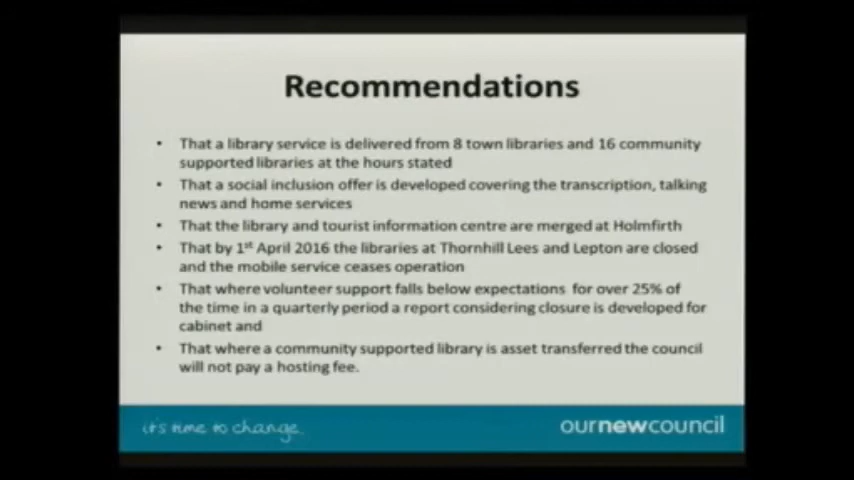 Recommendations
• That a library service is delivered from 8 town libraries and 16 community
supported libraries at the hours stated
• That a social inclusion offer is developed covering the transcription, talking
news and home services
• That the library and tourist information centre are merged at Holmfirth
• That by 1st April 2016 the libraries at Thornhill Lees and Lepton are closed
and the mobile service ceases operation
• That where volunteer support falls below expectations for over 25% of
the time in a quarterly period a report considering closure is developed for
cabinet and
• That where a community supported library is asset transferred the council
will not pay a hosting fee.
it's time to change.
ournewcouncil